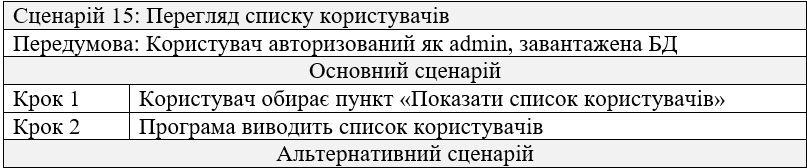 Сценарій 15: Перегляд списку користувачів
Передумова: Користувач авторизований як admin, завантажена БД
Основний сценарій
Крок 1 Користувач обирає пункт «Показати список користувачів»
Крок 2 Програма виводить список користувачів
Альтернативний сценарій